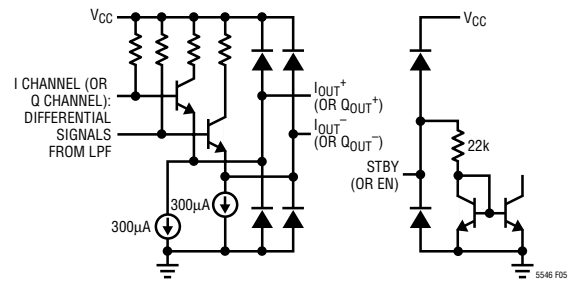 VCC
I CHANNEL (OR
Q CHANNEL):
DIFFERENTIAL
SIGNALS
FROM LPF
IOUT+
(OR QOUT+)
IOUT–
(OR QOUT–)
300µA
300µA
VCC
22k
STBY
(OR EN)
5546 F05